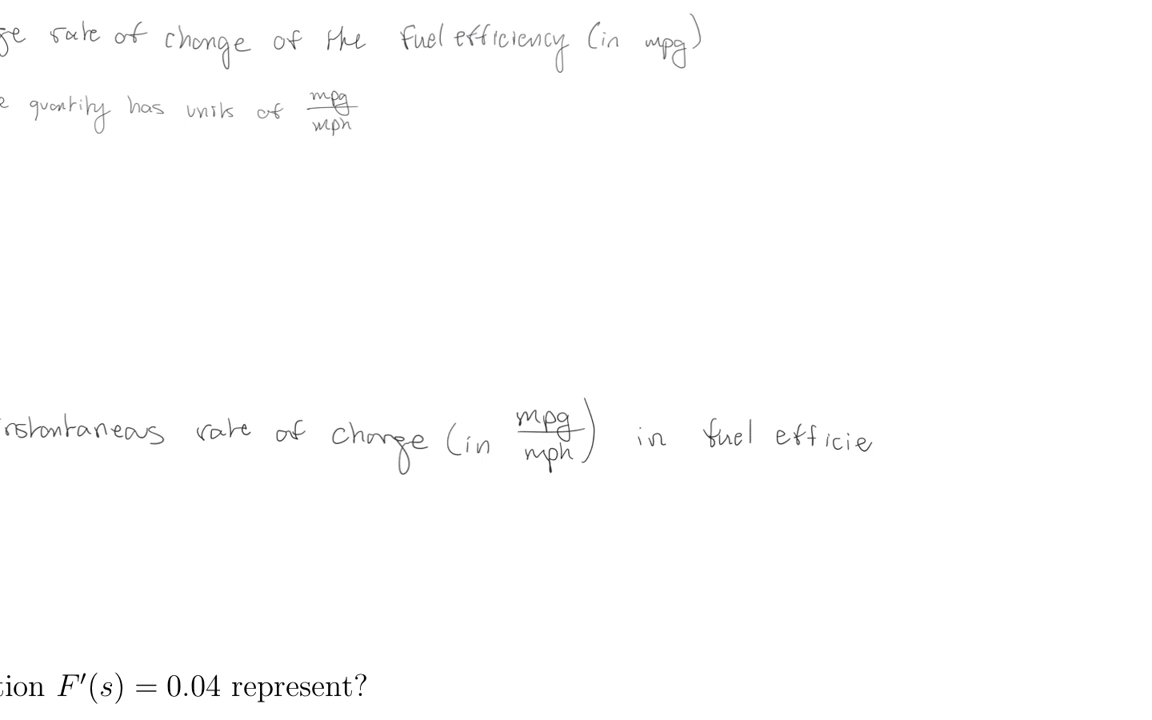 ge rate of change of the fuel efficiency (in mpg)
e quantity has units of mpg/mph
instantaneous rate of change (in mpg/mph) in fuel efficie
tion F′(s) = 0.04 represent?